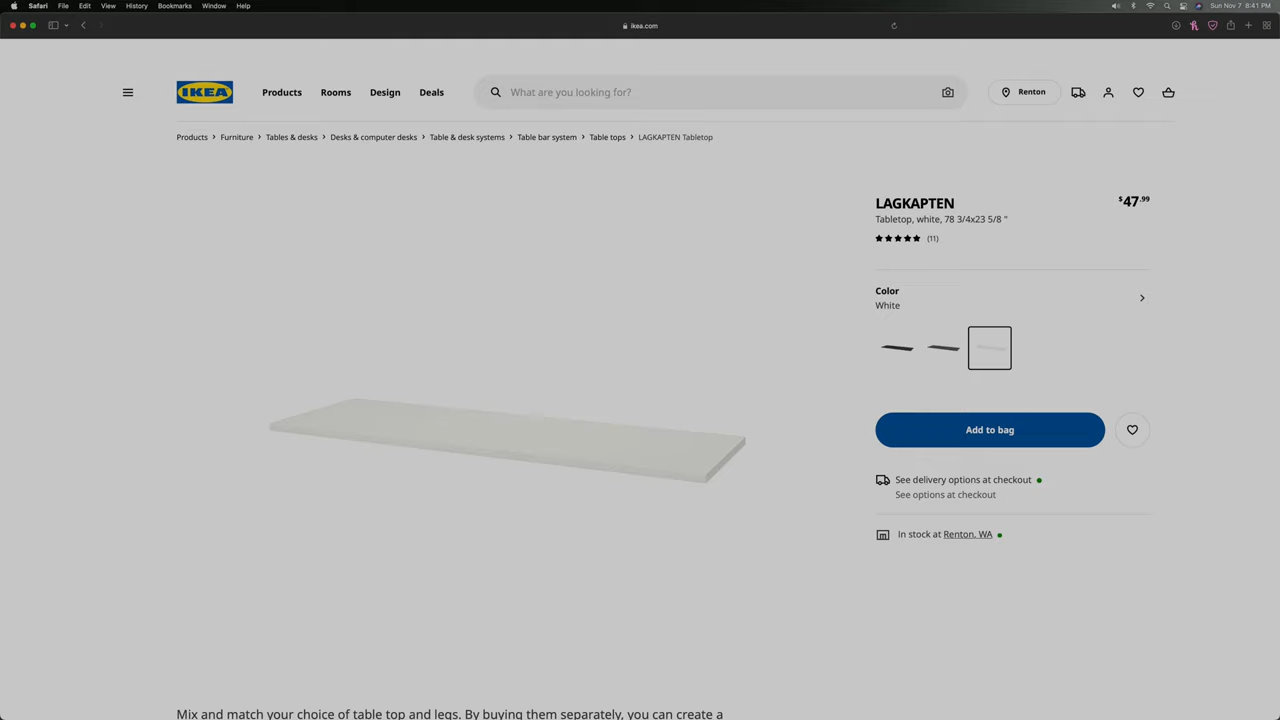 Safari File Edit View History Bookmarks Window Help
Sun Nov 7 8:41 PM
ikea.com
IKEA
Products Rooms Design Deals
What are you looking for?
Renton
Products > Furniture > Tables & desks > Desks & computer desks > Table & desk systems > Table bar system > Table tops > LAGKAPTEN Tabletop
LAGKAPTEN
$47.99
Tabletop, white, 78 3/4x23 5/8 "
(11)
Color
White
Add to bag
See delivery options at checkout
See options at checkout
In stock at Renton, WA
Mix and match your choice of table top and legs. By buying them separately, you can create a